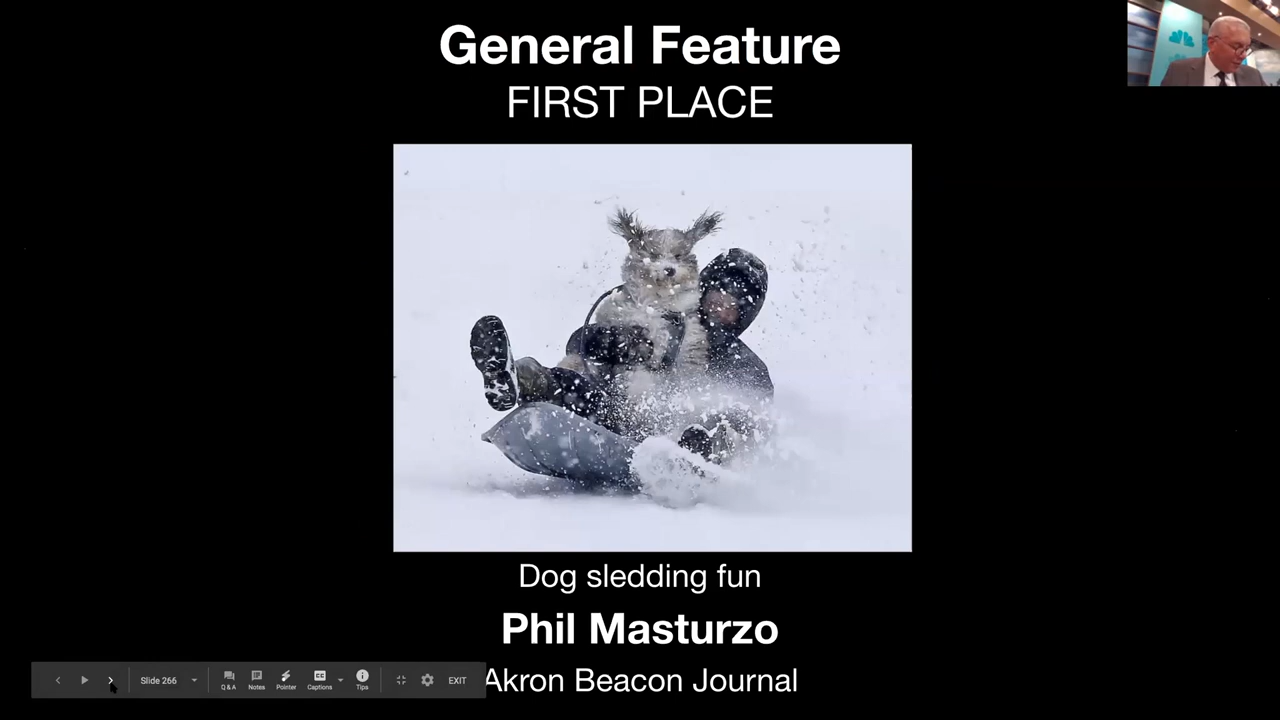 General Feature
FIRST PLACE
Dog sledding fun
Phil Masturzo
Akron Beacon Journal
Slide 266
Q & A
Notes
Pointer
CC
Captions
Tips
EXIT